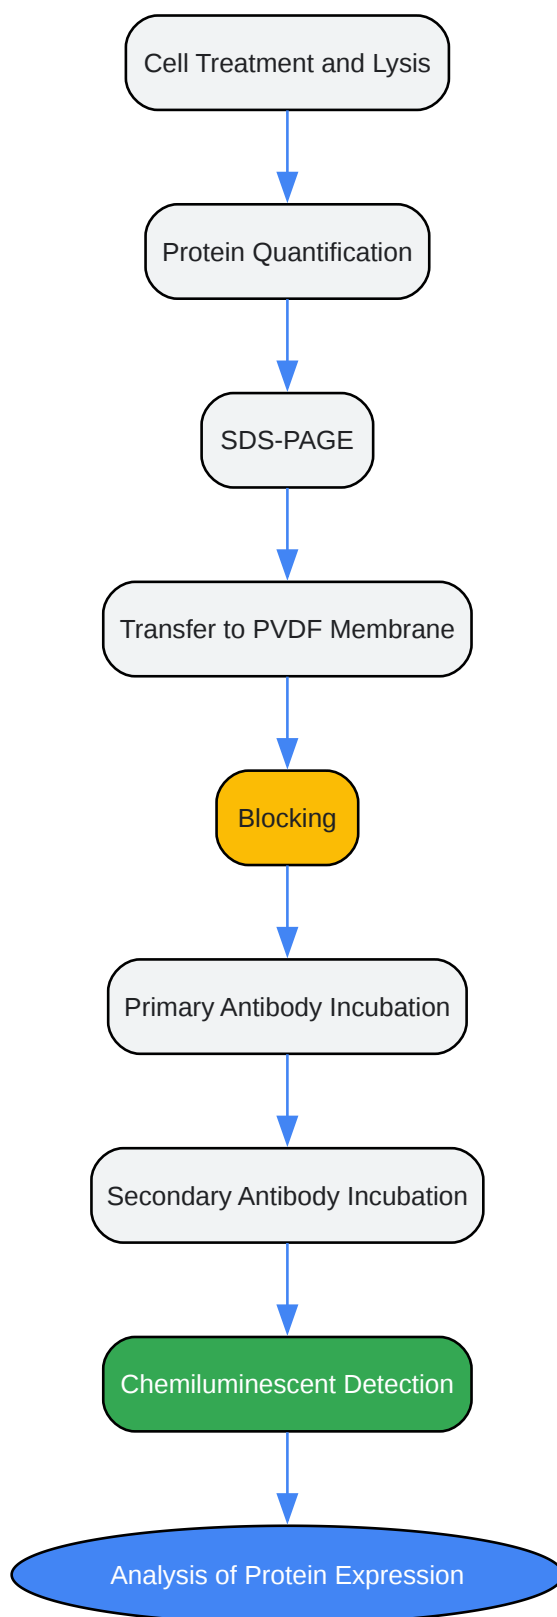 Cell Treatment and Lysis
Protein Quantification
SDS-PAGE
Transfer to PVDF Membrane
Blocking
Primary Antibody Incubation
Secondary Antibody Incubation
Chemiluminescent Detection
Analysis of Protein Expression